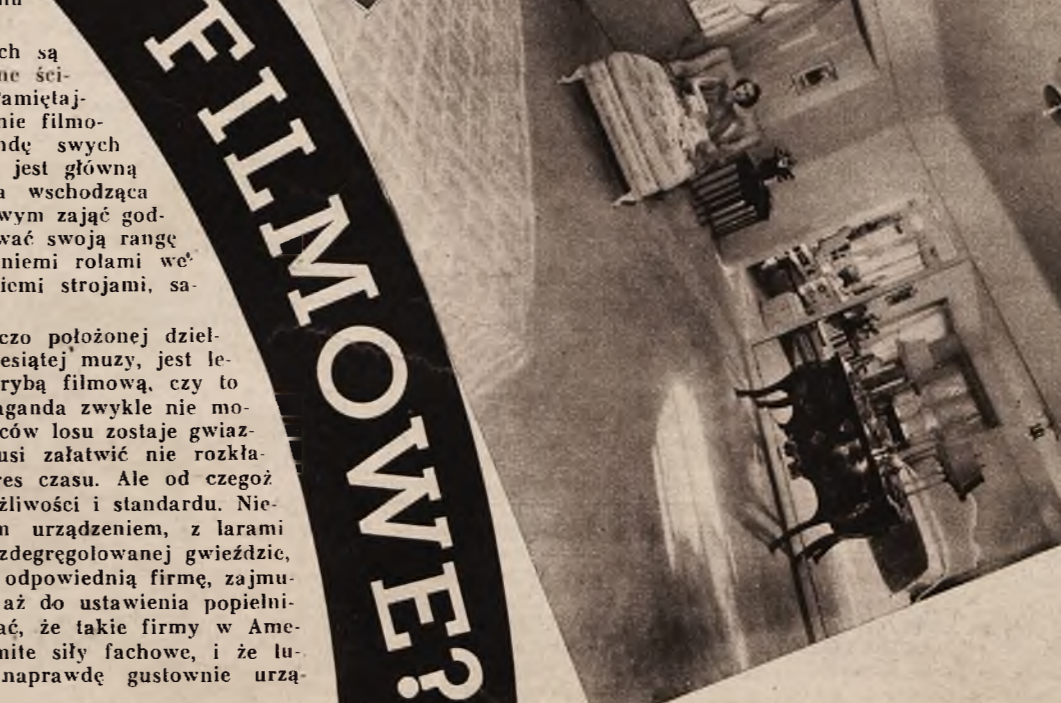 ch są
ne ści-
Pamiętaj-
nie filmo-
ndę swych
jest główną
a wschodząca
wym zająć god-
wać swoją rangę
niemi rolami we-
iemi strojami, sa-
czo położonej dziel-
esiątej muzy, jest le-
rybą filmową, czy to
aganda zwykle nie mo-
ców losu zostaje gwiaz-
usi załatwić nie rozkła-
res czasu. Ale od czegoż
żliwości i standardu. Nie-
m urządzeniem, z larami
zdegręgolowanej gwieździe,
odpowiednią firmę, zajmu-
aż do ustawienia popielni-
ać, że takie firmy w Ame-
mite siły fachowe, i że lu-
naprawdę gustownie urzą-
FILMOWE?